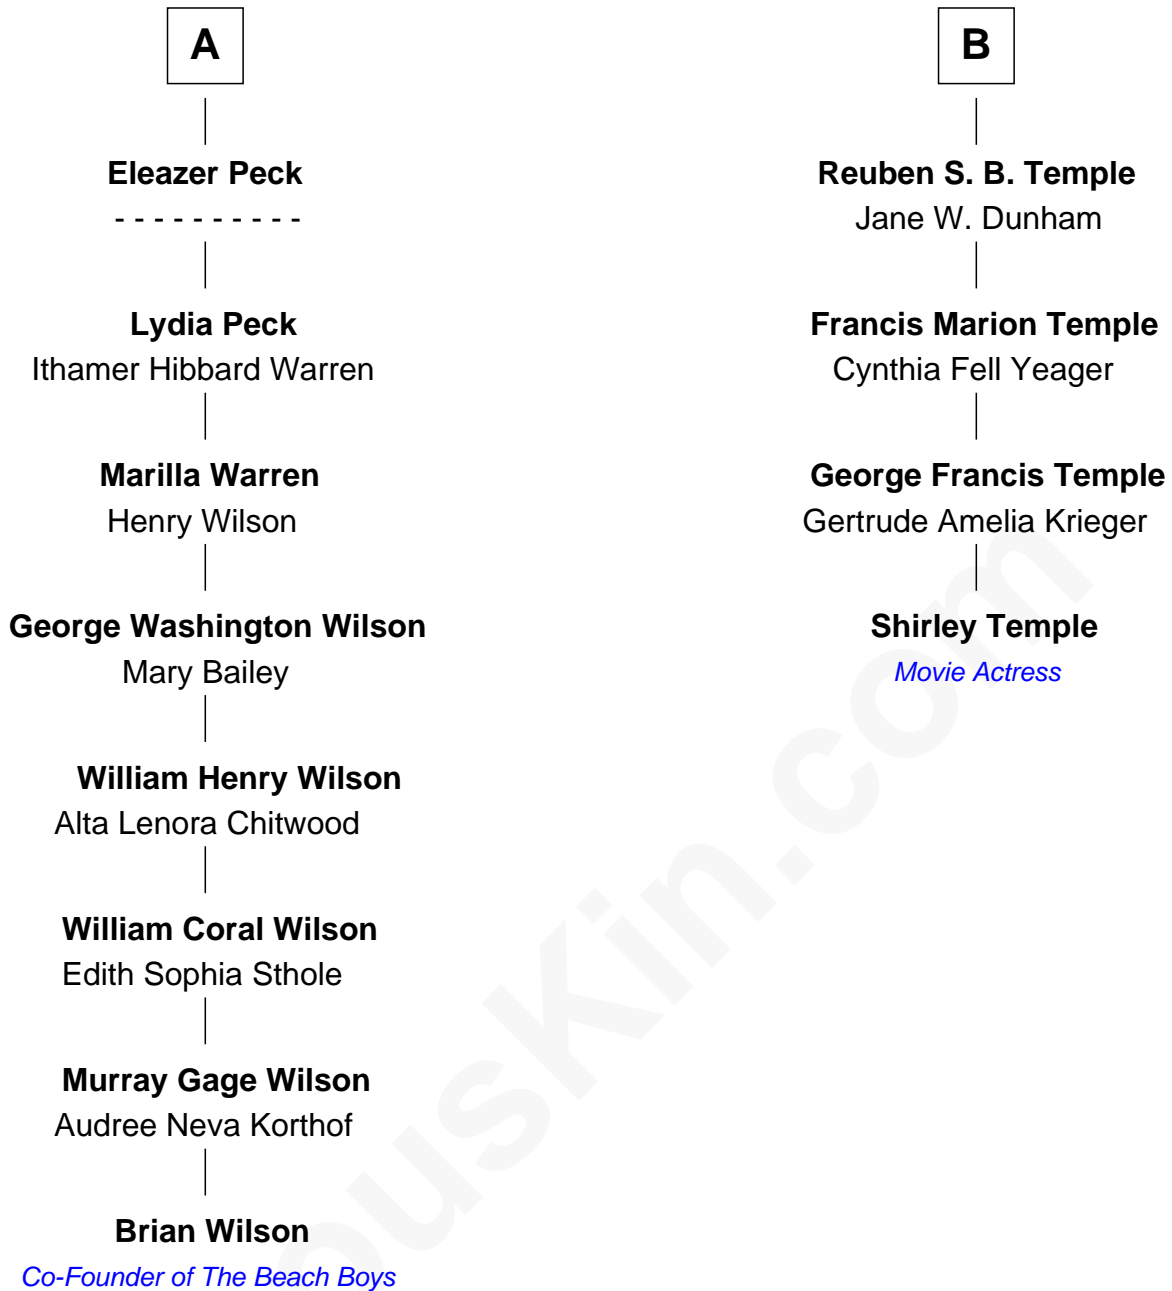 A
Eleazer Peck
- - - - - - - - - -
Lydia Peck
Ithamer Hibbard Warren
Marilla Warren
Henry Wilson
George Washington Wilson
Mary Bailey
William Henry Wilson
Alta Lenora Chitwood
William Coral Wilson
Edith Sophia Sthole
Murray Gage Wilson
Audree Neva Korthof
Brian Wilson
Co-Founder of The Beach Boys
B
Reuben S. B. Temple
Jane W. Dunham
Francis Marion Temple
Cynthia Fell Yeager
George Francis Temple
Gertrude Amelia Krieger
Shirley Temple
Movie Actress
ousKin.com